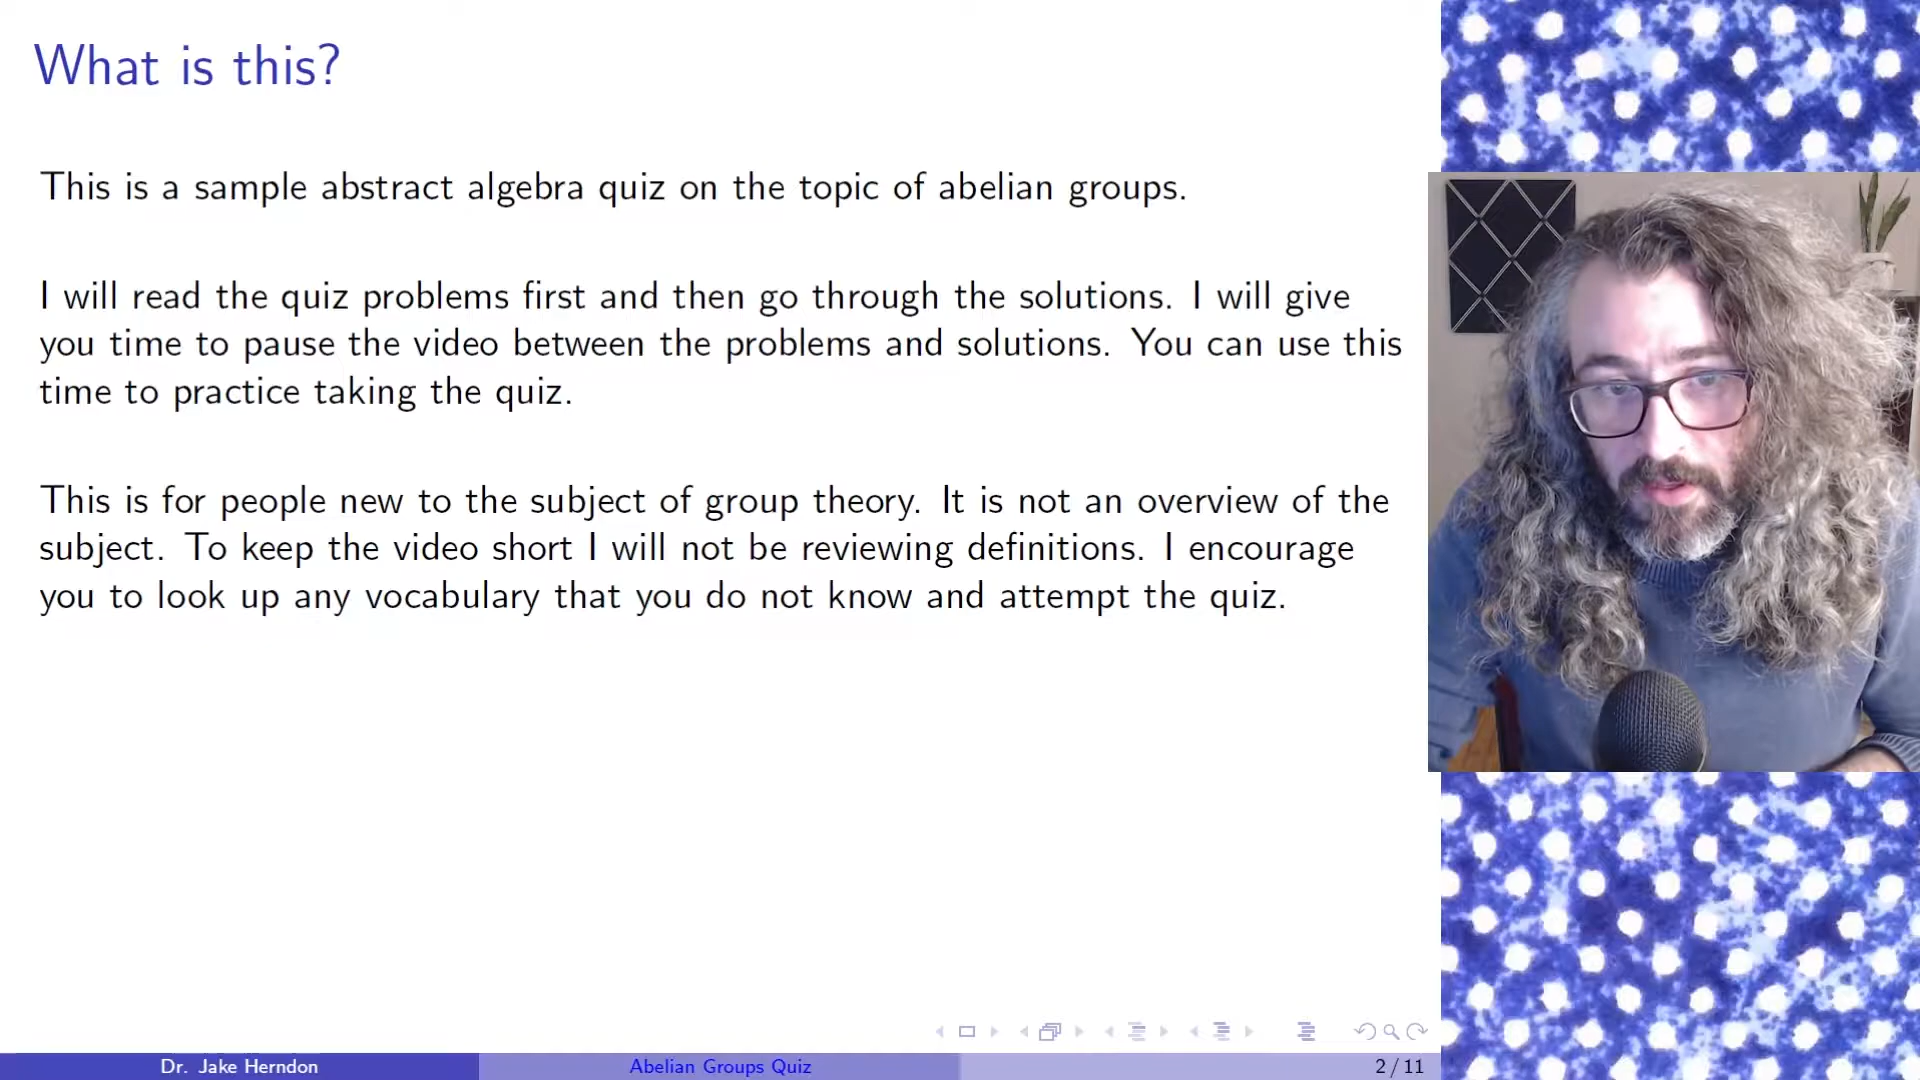 What is this?
This is a sample abstract algebra quiz on the topic of abelian groups.
I will read the quiz problems first and then go through the solutions. I will give
you time to pause the video between the problems and solutions. You can use this
time to practice taking the quiz.
This is for people new to the subject of group theory. It is not an overview of the
subject. To keep the video short I will not be reviewing definitions. I encourage
you to look up any vocabulary that you do not know and attempt the quiz.
Dr. Jake Herndon
Abelian Groups Quiz
2 / 11